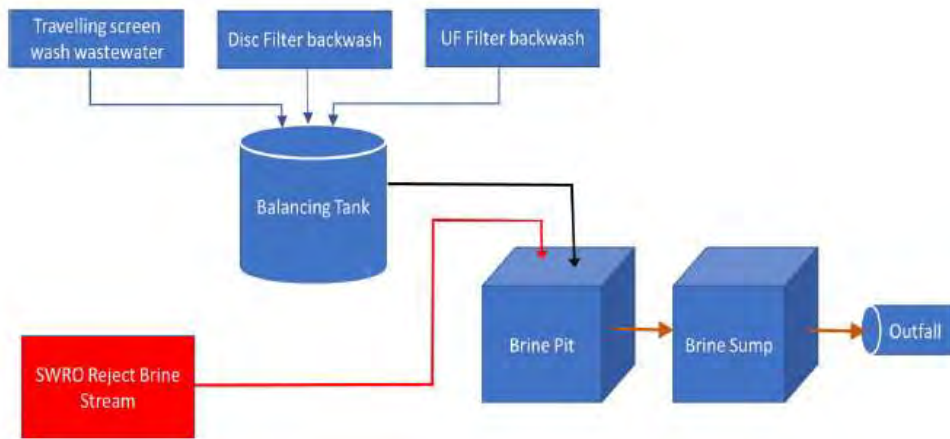 Travelling screen
wash wastewater
Disc Filter backwash
UF Filter backwash
Balancing Tank
SWRO Reject Brine
Stream
Brine Pit
Brine Sump
Outfall